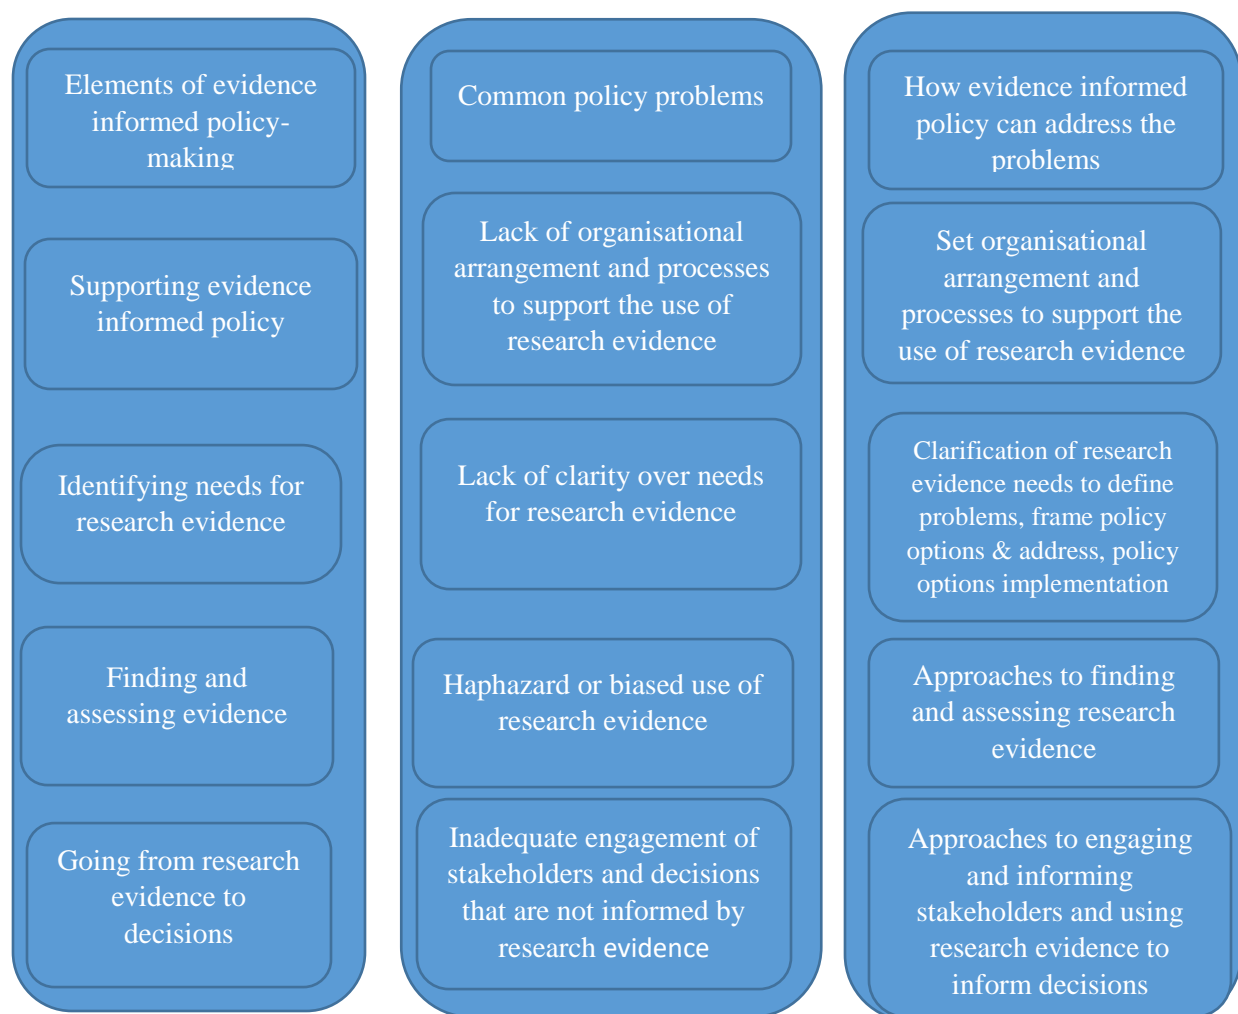 Elements of evidence
informed policy-
making
Supporting evidence
informed policy
Identifying needs for
research evidence
Finding and
assessing evidence
Going from research
evidence to
decisions
Common policy problems
Lack of organisational
arrangement and processes
to support the use of
research evidence
Lack of clarity over needs
for research evidence
Haphazard or biased use of
research evidence
Inadequate engagement of
stakeholders and decisions
that are not informed by
research evidence
How evidence informed
policy can address the
problems
Set organisational
arrangement and
processes to support the
use of research evidence
Clarification of research
evidence needs to define
problems, frame policy
options & address, policy
options implementation
Approaches to finding
and assessing research
evidence
Approaches to engaging
and informing
stakeholders and using
research evidence to
inform decisions